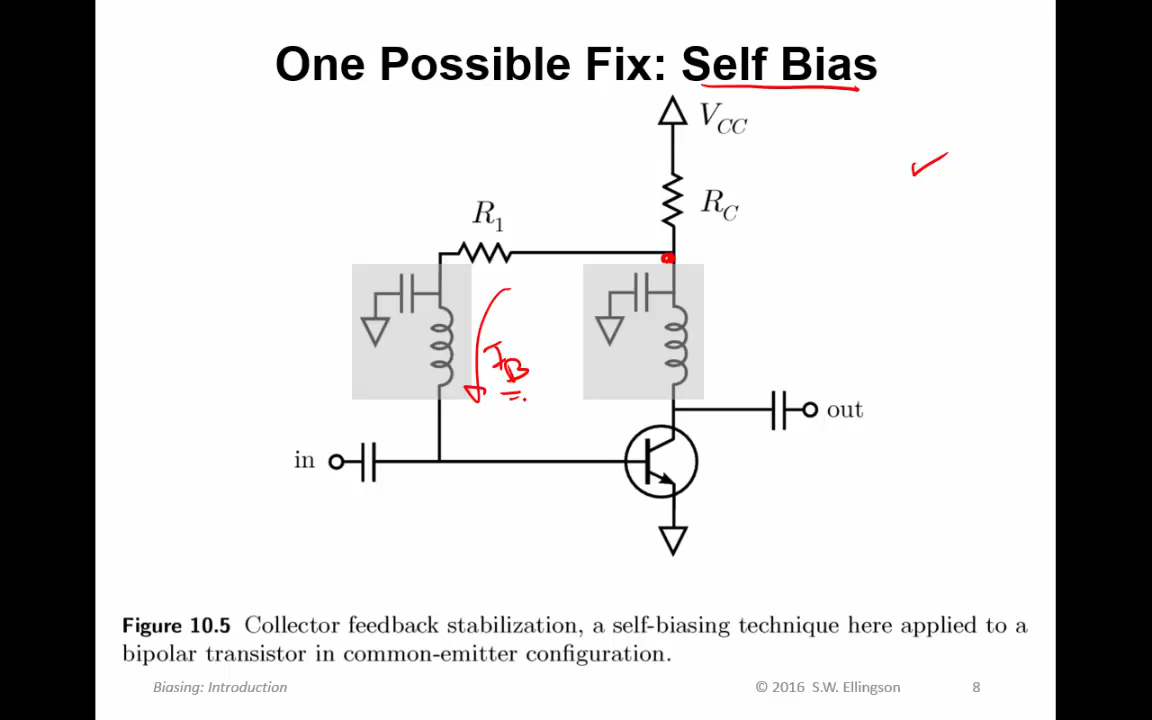 One Possible Fix: Self Bias
V_CC
R_C
R_1
I_B
in
out
Figure 10.5 Collector feedback stabilization, a self-biasing technique here applied to a
bipolar transistor in common-emitter configuration.
Biasing: Introduction © 2016 S.W. Ellingson 8